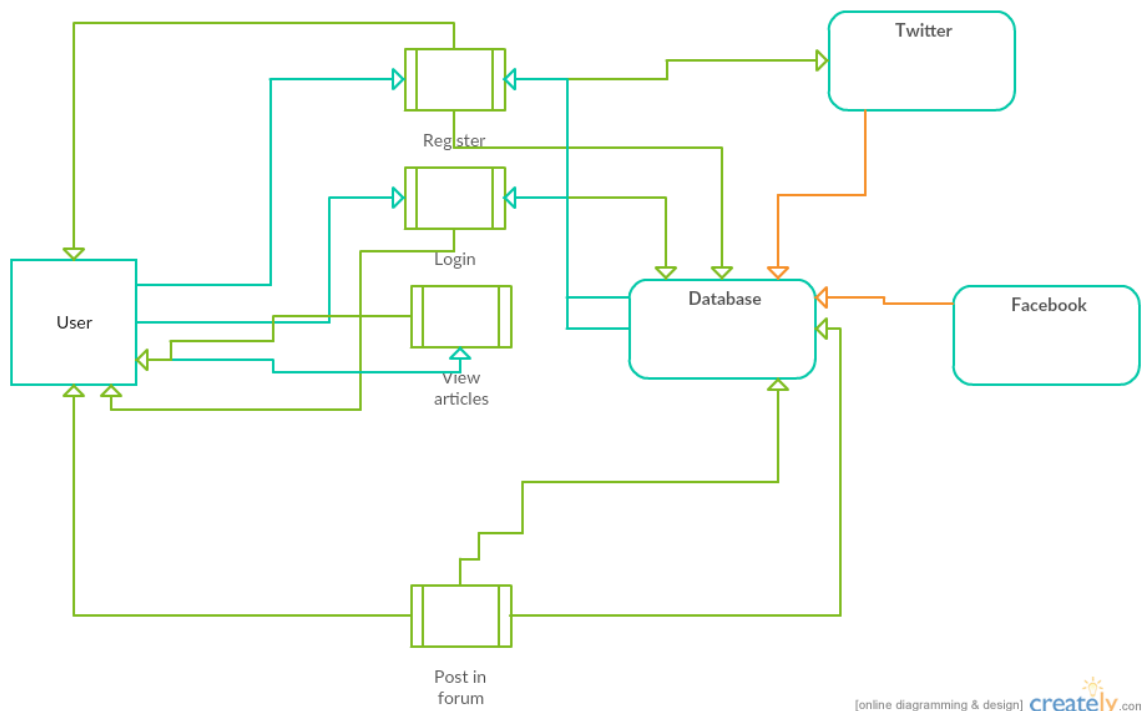 Twitter
Register
Login
Database
Facebook
User
View
articles
Post in
forum
[online diagramming & design] creately.com